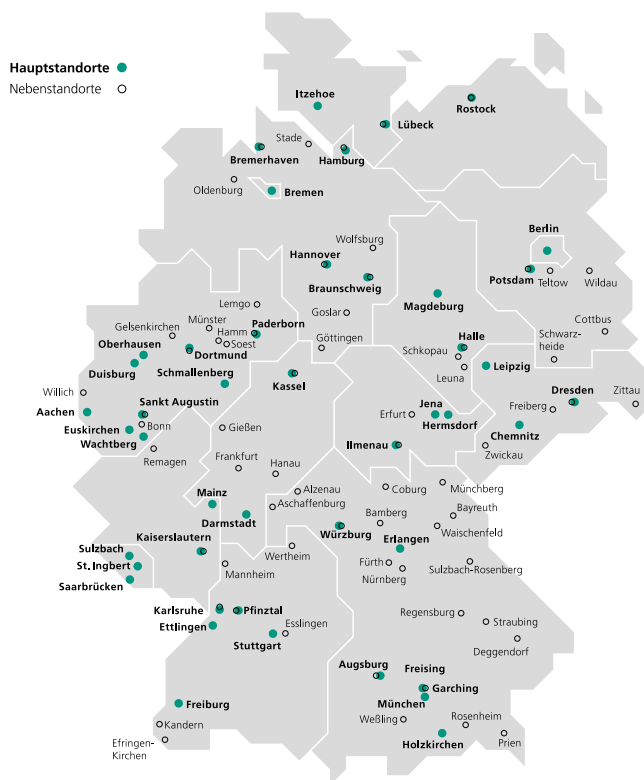 Hauptstandorte
Nebenstandorte
Itzehoe
Rostock
Lübeck
Stade
Bremerhaven
Hamburg
Oldenburg
Bremen
Berlin
Wolfsburg
Hannover
Potsdam
Braunschweig
Teltow
Wildau
Magdeburg
Lengo
Goslar
Münster
Paderborn
Gelsenkirchen
Hamm
Cottbus
Oberhausen
Soest
Göttingen
Halle
Schwarz-
heide
Dortmund
Schkopau
Duisburg
Leipzig
Schmallenberg
Kassel
Leuna
Willich
Dresden
Zittau
Sankt Augustin
Jena
Freiberg
Aachen
Erfurt
Hermsdorf
Euskirchen
Bonn
Gießen
Chemnitz
Wachtberg
Ilmenau
Remagen
Zwickau
Frankfurt
Hanau
Alzenau
Coburg
Münchberg
Mainz
Aschaffenburg
Bamberg
Bayreuth
Darmstadt
Würzburg
Waischenfeld
Kaiserslautern
Erlangen
Sulzbach
Wertheim
Fürth
St. Ingbert
Mannheim
Nürnberg
Sulzbach-Rosenberg
Saarbrücken
Karlsruhe
Pfinztal
Regensburg
Ettlingen
Esslingen
Straubing
Stuttgart
Deggendorf
Augsburg
Freising
Garching
Freiburg
München
Kandern
Weßling
Rosenheim
Efringen-
Kirchen
Holzkirchen
Prien